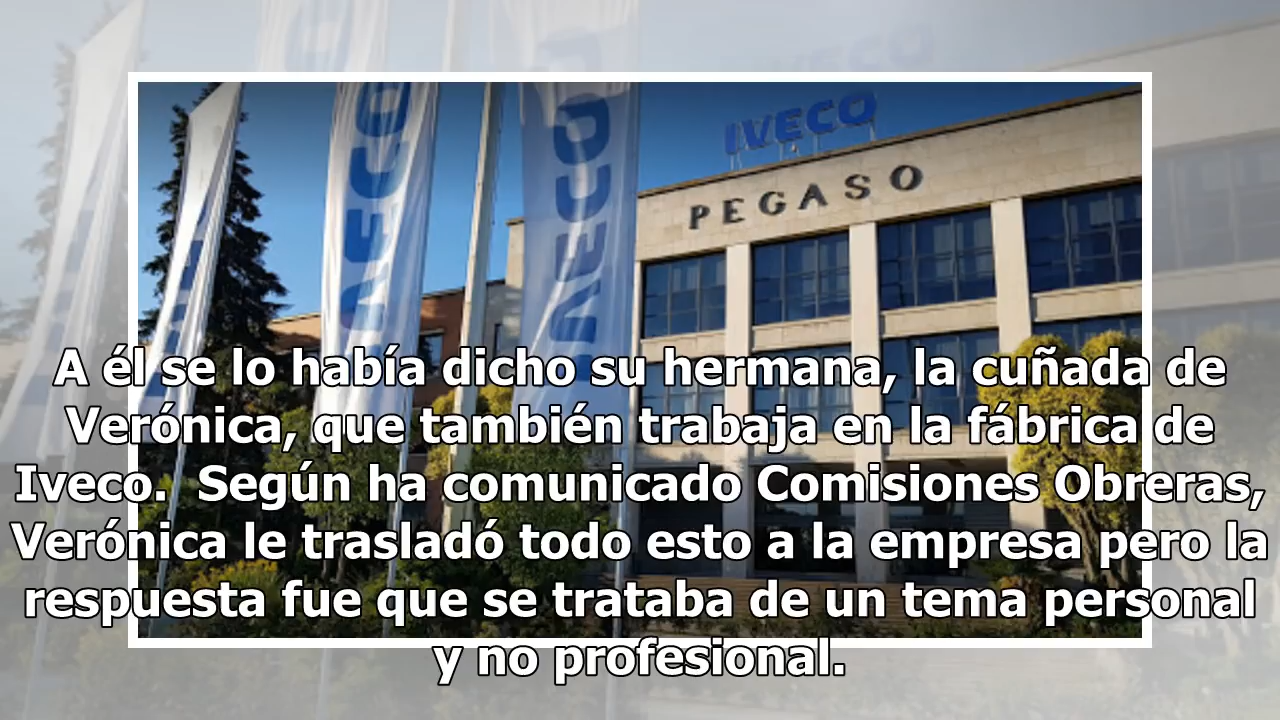 IVECO
IVECO
IVECO
PEGASO
A él se lo había dicho su hermana, la cuñada de
Verónica, que también trabaja en la fábrica de
Iveco.  Según ha comunicado Comisiones Obreras,
Verónica le trasladó todo esto a la empresa pero la
respuesta fue que se trataba de un tema personal
y no profesional.